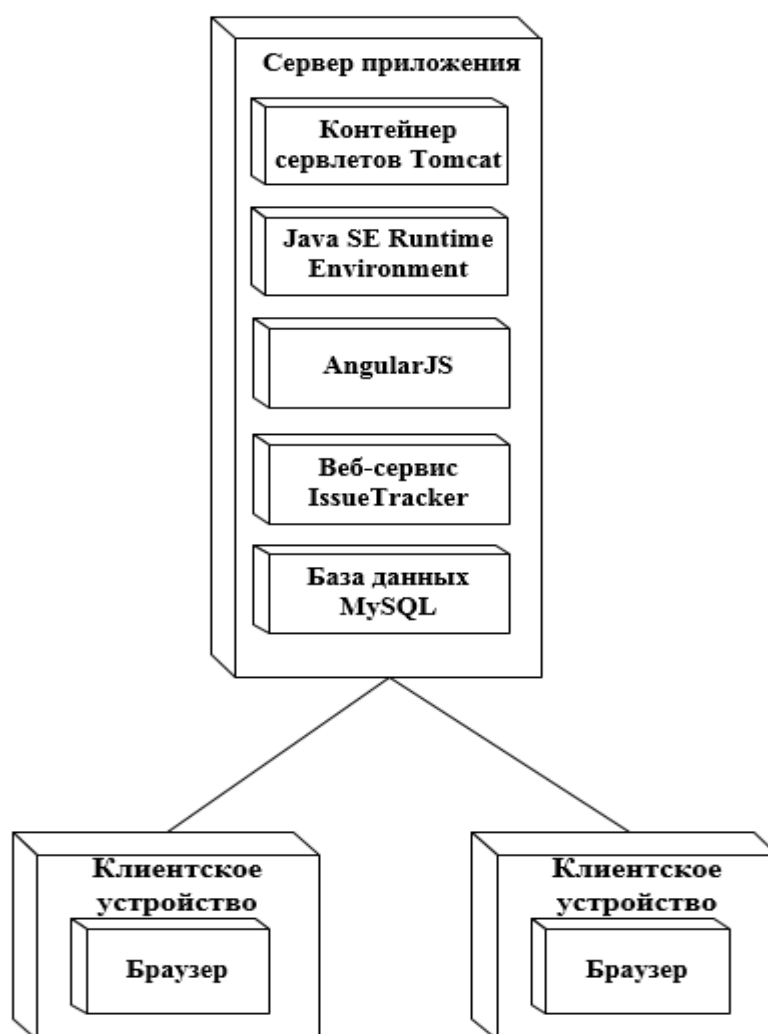 Сервер приложения
Контейнер
сервлетов Tomcat
Java SE Runtime
Environment
AngularJS
Веб-сервис
IssueTracker
База данных
MySQL
Клиентское
устройство
Браузер
Клиентское
устройство
Браузер